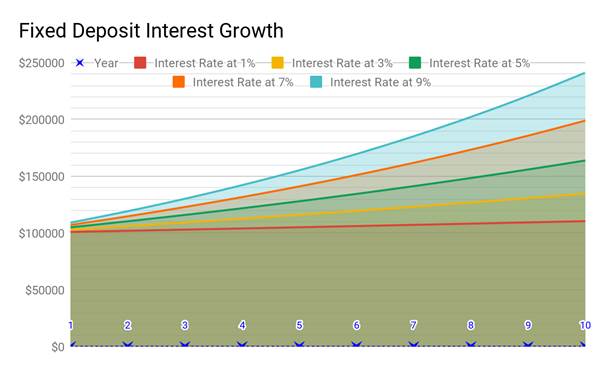 Fixed Deposit Interest Growth
$250000
Year Interest Rate at 1% Interest Rate at 3% Interest Rate at 5%
Interest Rate at 7% Interest Rate at 9%
$200000
$150000
$100000
$50000
1 2 3 4 5 6 7 8 9 10
$0